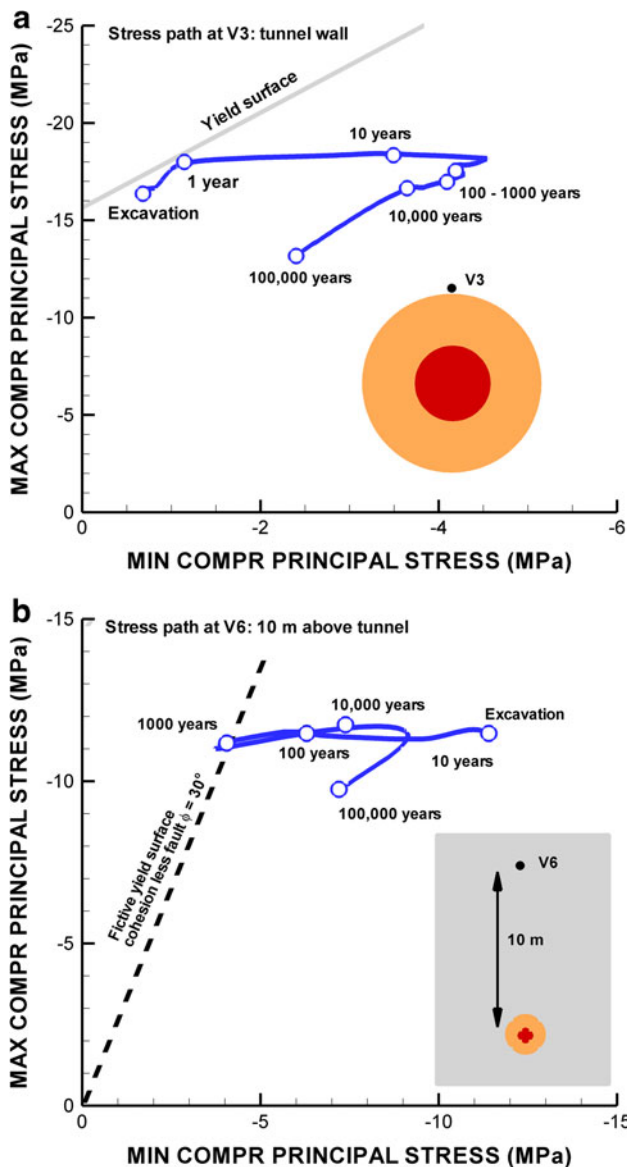 a
Stress path at V3: tunnel wall
MAX COMPR PRINCIPAL STRESS (MPa)
-25
-20
-15
-10
-5
0
Yield surface
10 years
1 year
Excavation
100 - 1000 years
10,000 years
100,000 years
V3
0
-2
-4
-6
MIN COMPR PRINCIPAL STRESS (MPa)
b
Stress path at V6: 10 m above tunnel
MAX COMPR PRINCIPAL STRESS (MPa)
-15
-10
-5
0
10,000 years
Excavation
1000 years
100 years
10 years
100,000 years
Fictive yield surface
cohesion less fault ϕ = 30°
V6
10 m
0
-5
-10
-15
MIN COMPR PRINCIPAL STRESS (MPa)